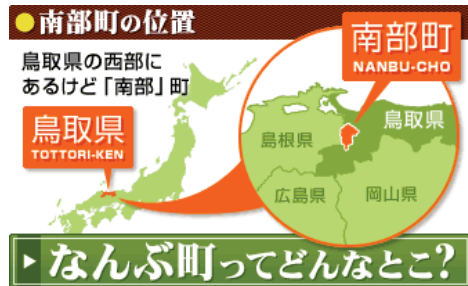 ●南部町の位置
鳥取県の西部に
あるけど「南部」町
鳥取県
TOTTORI-KEN
南部町
NANBU-CHO
鳥取県
島根県
広島県
岡山県
なんぶ町ってどんなとこ?